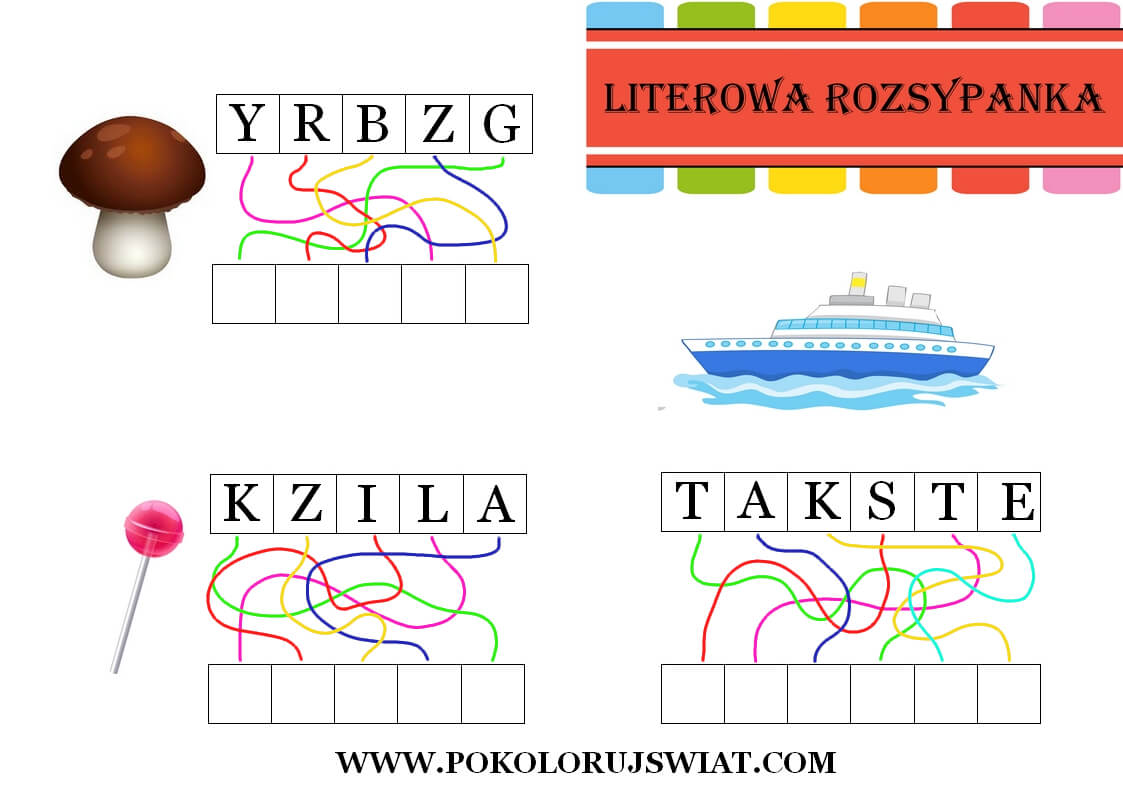 LITEROWA ROZSYPANKA
Y R B Z G
K Z I L A
T A K S T E
WWW.POKOLORUJSWIAT.COM